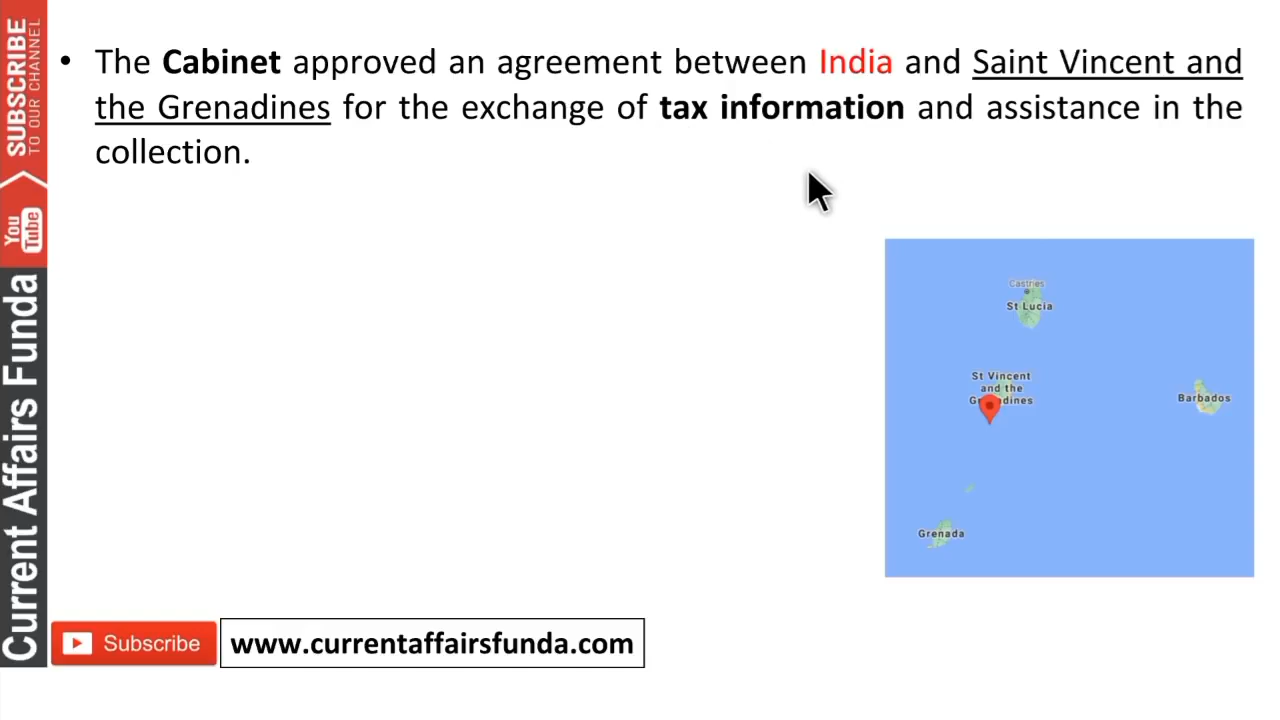 SUBSCRIBE
TO OUR CHANNEL
You
Tube
Current Affairs Funda
• The Cabinet approved an agreement between India and Saint Vincent and
the Grenadines for the exchange of tax information and assistance in the
collection.
Castries
St Lucia
St Vincent
and the
Grenadines
Barbados
Grenada
Subscribe
www.currentaffairsfunda.com